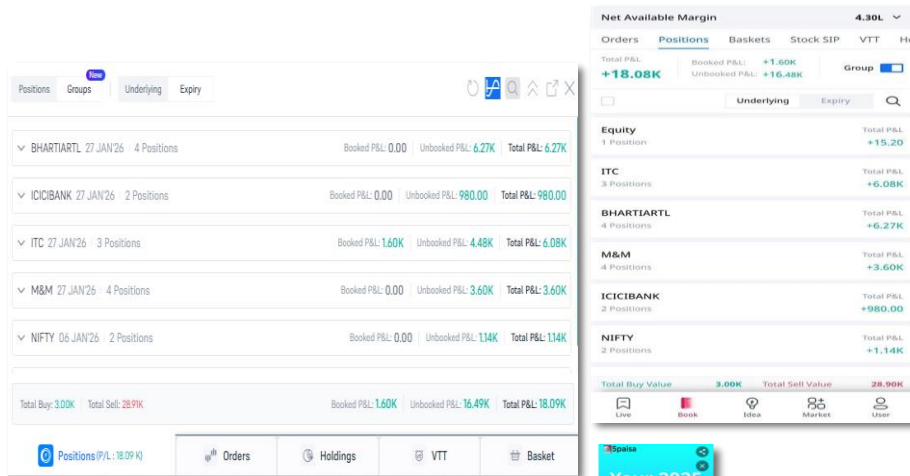 New
Positions Groups Underlying Expiry
BHARTIARTL 27 JAN'26 4 Positions Booked P&L: 0.00 Unbooked P&L: 6.27K Total P&L: 6.27K
ICICIBANK 27 JAN'26 2 Positions Booked P&L: 0.00 Unbooked P&L: 980.00 Total P&L: 980.00
ITC 27 JAN'26 3 Positions Booked P&L: 1.60K Unbooked P&L: 4.48K Total P&L: 6.08K
M&M 27 JAN'26 4 Positions Booked P&L: 0.00 Unbooked P&L: 3.60K Total P&L: 3.60K
NIFTY 06 JAN'26 2 Positions Booked P&L: 0.00 Unbooked P&L: 1.14K Total P&L: 1.14K
Total Buy: 3.00K Total Sell: 28.91K Booked P&L: 1.60K Unbooked P&L: 16.49K Total P&L: 18.09K
Positions (P/L : 18.09 K) Orders Holdings VTT Basket
Net Available Margin 4.30L
Orders Positions Baskets Stock SIP VTT
Total P&L Booked P&L: +1.60K
+18.08K Unbooked P&L: +16.48K Group
Underlying Expiry
Equity Total P&L
1 Position +15.20
ITC Total P&L
3 Positions +6.08K
BHARTIARTL Total P&L
4 Positions +6.27K
M&M Total P&L
4 Positions +3.60K
ICICIBANK Total P&L
2 Positions +980.00
NIFTY Total P&L
2 Positions +1.14K
Total Buy Value 3.00K Total Sell Value 28.90K
Live Book Idea Market User
5paisa
Your 2025